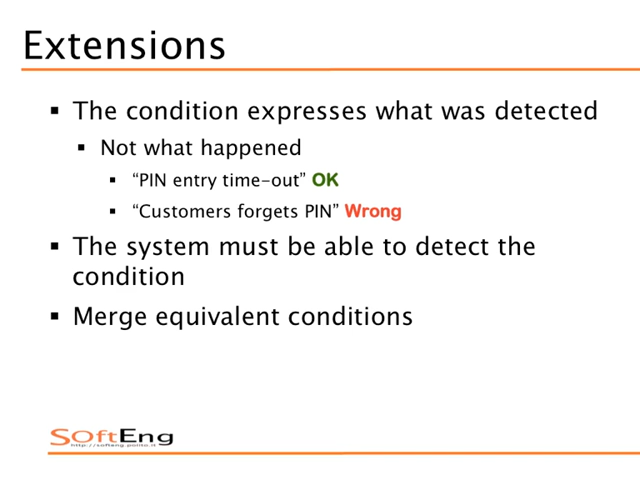 Extensions
▪ The condition expresses what was detected
▪ Not what happened
▪ “PIN entry time-out” OK
▪ “Customers forgets PIN” Wrong
▪ The system must be able to detect the
condition
▪ Merge equivalent conditions
SOftEng
http://softeng.polito.it